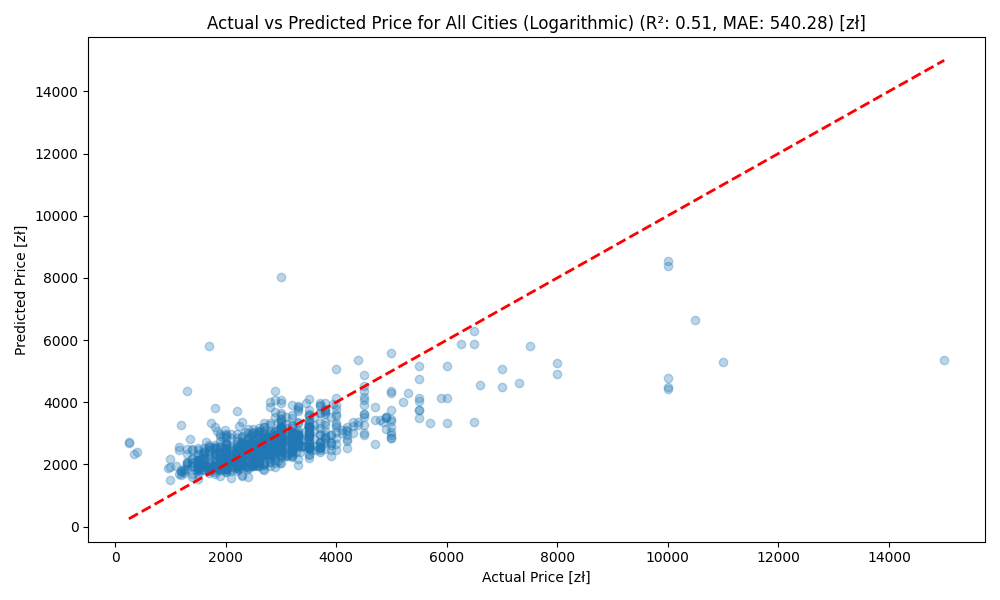 Actual vs Predicted Price for All Cities (Logarithmic) (R²: 0.51, MAE: 540.28) [zł]
14000
12000
10000
8000
6000
4000
2000
0
Predicted Price [zł]
0 2000 4000 6000 8000 10000 12000 14000
Actual Price [zł]